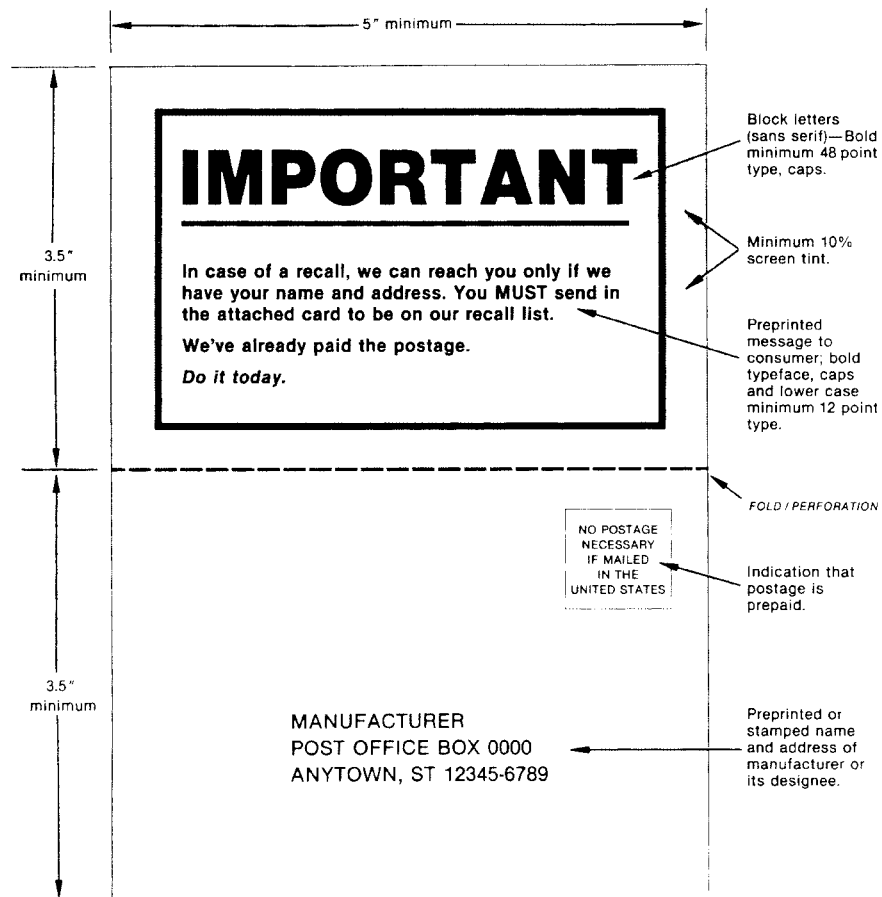 5" minimum
Block letters
(sans serif)—Bold
minimum 48 point
type, caps.
IMPORTANT
Minimum 10%
screen tint.
3.5"
minimum
In case of a recall, we can reach you only if we
have your name and address. You MUST send in
the attached card to be on our recall list.
We've already paid the postage.
Do it today.
Preprinted
message to
consumer; bold
typeface, caps
and lower case
minimum 12 point
type.
FOLD / PERFORATION
NO POSTAGE
NECESSARY
IF MAILED
IN THE
UNITED STATES
Indication that
postage is
prepaid.
3.5"
minimum
MANUFACTURER
POST OFFICE BOX 0000
ANYTOWN, ST 12345-6789
Preprinted or
stamped name
and address of
manufacturer or
its designee.